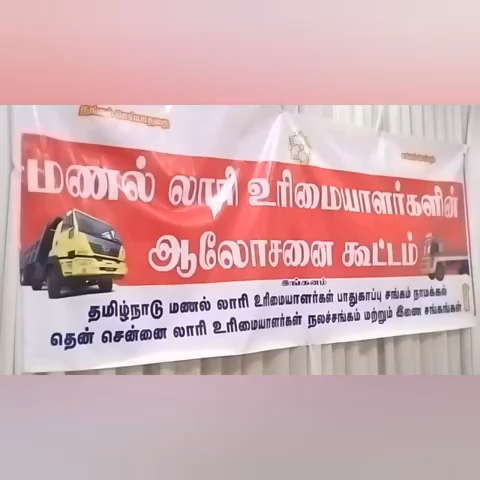 மணல் லாரி உரிமையாளர்களின்
ஆலோசனை கூட்டம்
இங்ஙனம்
தமிழ்நாடு மணல் லாரி உரிமையாளர்கள் பாதுகாப்பு சங்கம் நாமக்கல்
தென் சென்னை லாரி உரிமையாளர்கள் நலச்சங்கம் மற்றும் இணை சங்கங்கள்